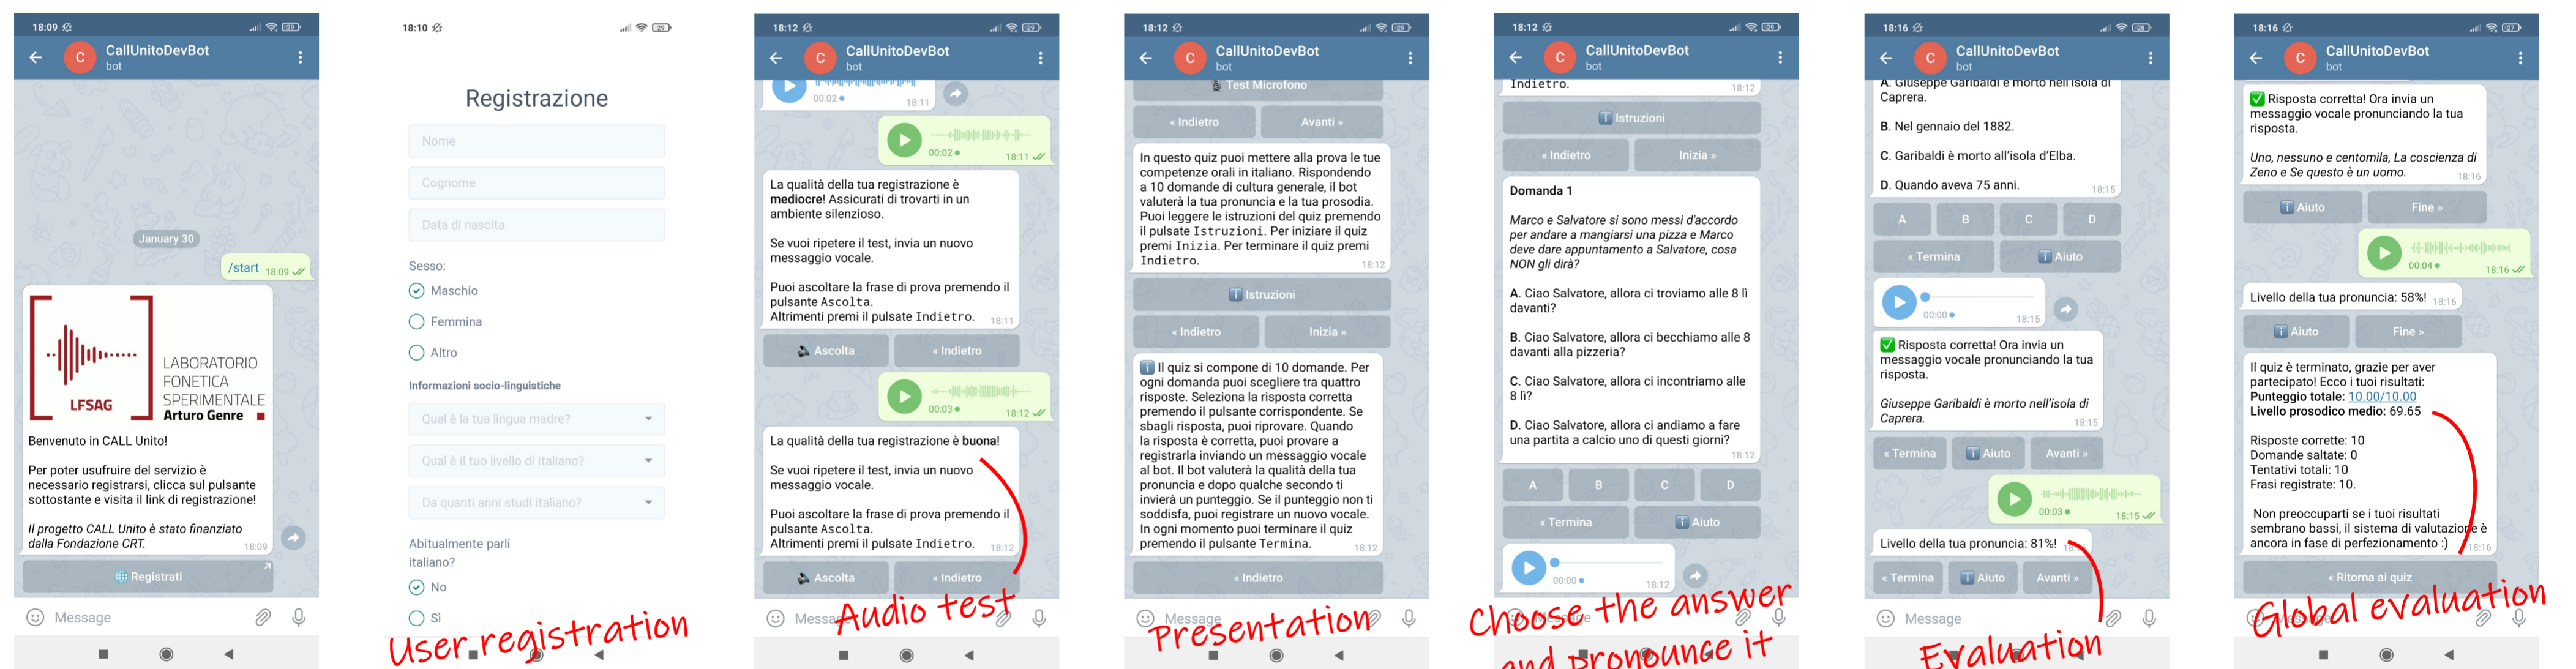 18:09
CallUnitoDevBot
bot
January 30
/start 18:09
LABORATORIO
FONETICA
SPERIMENTALE
LFSAG Arturo Genre
Benvenuto in CALL Unito!
Per poter usufruire del servizio è
necessario registrarsi, clicca sul pulsante
sottostante e visita il link di registrazione!
Il progetto CALL Unito è stato finanziato
dalla Fondazione CRT. 18:09
Registrati
Message
18:10
Registrazione
Nome
Cognome
Data di nascita
Sesso:
Maschio
Femmina
Altro
Informazioni socio-linguistiche
Qual è la tua lingua madre?
Qual è il tuo livello di italiano?
Da quanti anni studi italiano?
Abitualmente parli
italiano?
No
Sì
User registration
18:12
CallUnitoDevBot
bot
00:02 18:11
00:02 18:11
La qualità della tua registrazione è
mediocre! Assicurati di trovarti in un
ambiente silenzioso.
Se vuoi ripetere il test, invia un nuovo
messaggio vocale.
Puoi ascoltare la frase di prova premendo il
pulsante Ascolta.
Altrimenti premi il pulsate Indietro. 18:11
Ascolta « Indietro
00:03 18:12
La qualità della tua registrazione è buona!
Se vuoi ripetere il test, invia un nuovo
messaggio vocale.
Puoi ascoltare la frase di prova premendo il
pulsante Ascolta.
Altrimenti premi il pulsate Indietro. 18:12
Ascolta « Indietro
Message
Audio test
18:12
CallUnitoDevBot
bot
Test Microfono
« Indietro Avanti »
In questo quiz puoi mettere alla prova le tue
competenze orali in italiano. Rispondendo
a 10 domande di cultura generale, il bot
valuterà la tua pronuncia e la tua prosodia.
Puoi leggere le istruzioni del quiz premendo
il pulsate Istruzioni. Per iniziare il quiz
premi Inizia. Per terminare il quiz premi
Indietro. 18:12
Istruzioni
« Indietro Inizia »
Il quiz si compone di 10 domande. Per
ogni domanda puoi scegliere tra quattro
risposte. Seleziona la risposta corretta
premendo il pulsante corrispondente. Se
sbagli risposta, puoi riprovare. Quando
la risposta è corretta, puoi provare a
registrarla inviando un messaggio vocale
al bot. Il bot valuterà la qualità della tua
pronuncia e dopo qualche secondo ti
invierà un punteggio. Se il punteggio non ti
soddisfa, puoi registrare un nuovo vocale.
In ogni momento puoi terminare il quiz
premendo il pulsante Termina. 18:12
« Indietro
Message
Presentation
18:12
CallUnitoDevBot
bot
Indietro. 18:12
Istruzioni
« Indietro Inizia »
Domanda 1
Marco e Salvatore si sono messi d'accordo
per andare a mangiarsi una pizza e Marco
deve dare appuntamento a Salvatore, cosa
NON gli dirà?
A. Ciao Salvatore, allora ci troviamo alle 8 lì
davanti?
B. Ciao Salvatore, allora ci becchiamo alle 8
davanti alla pizzeria?
C. Ciao Salvatore, allora ci incontriamo alle
8 lì?
D. Ciao Salvatore, allora ci andiamo a fare
una partita a calcio uno di questi giorni?
18:12
A B C D
« Termina Aiuto
00:00 18:12
Message
Choose the answer
and pronounce it
18:16
CallUnitoDevBot
bot
A. Giuseppe Garibaldi è morto nell'isola di
Caprera.
B. Nel gennaio del 1882.
C. Garibaldi è morto all'isola d'Elba.
D. Quando aveva 75 anni. 18:15
A B C D
« Termina Aiuto
00:00 18:15
Risposta corretta! Ora invia un
messaggio vocale pronunciando la tua
risposta.
Giuseppe Garibaldi è morto nell'isola di
Caprera. 18:15
« Termina Aiuto Avanti »
00:03 18:15
Livello della tua pronuncia: 81%!
« Termina Aiuto Avanti »
Message
Evaluation
18:16
CallUnitoDevBot
bot
Risposta corretta! Ora invia un
messaggio vocale pronunciando la tua
risposta.
Uno, nessuno e centomila, La coscienza di
Zeno e Se questo è un uomo. 18:16
Aiuto Fine »
00:04 18:16
Livello della tua pronuncia: 58%! 18:16
Aiuto Fine »
Il quiz è terminato, grazie per aver
partecipato! Ecco i tuoi risultati:
Punteggio totale: 10.00/10.00
Livello prosodico medio: 69.65
Risposte corrette: 10
Domande saltate: 0
Tentativi totali: 10
Frasi registrate: 10.
Non preoccuparti se i tuoi risultati
sembrano bassi, il sistema di valutazione è
ancora in fase di perfezionamento :) 18:16
« Ritorna ai quiz
Global evaluation